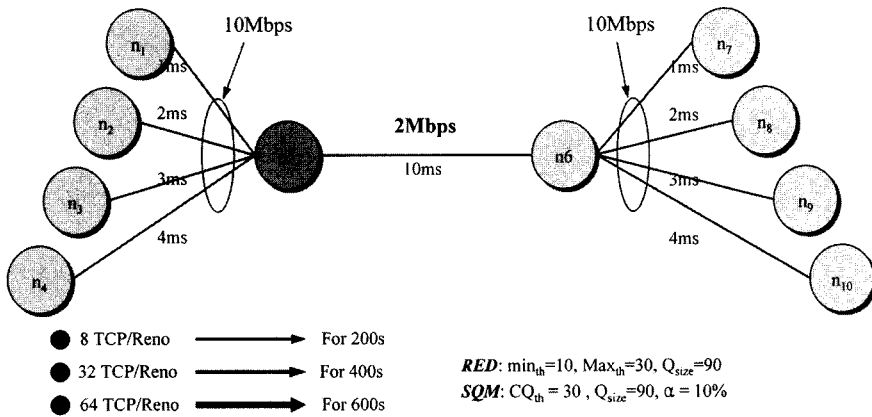 10Mbps
10Mbps
n1
1ms
n7
1ms
n2
2ms
2Mbps
n8
2ms
n6
10ms
n3
3ms
n9
3ms
n4
4ms
n10
4ms
8 TCP/Reno For 200s
32 TCP/Reno For 400s
64 TCP/Reno For 600s
RED: minth=10, Maxth=30, Qsize=90
SQM: CQth = 30 , Qsize=90, α = 10%